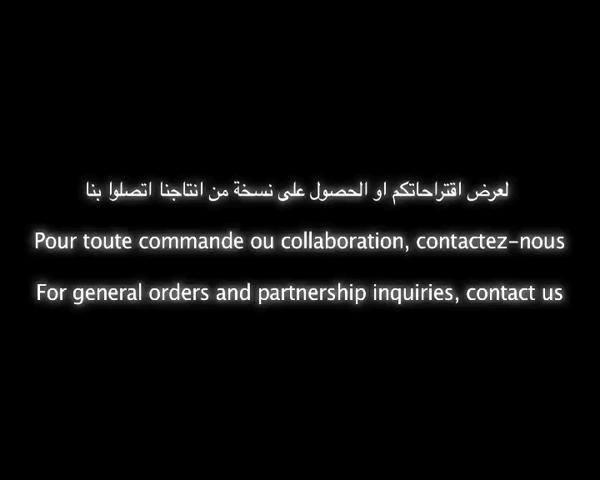 لعرض اقتراحاتكم او الحصول على نسخة من انتاجنا اتصلوا بنا
Pour toute commande ou collaboration, contactez-nous
For general orders and partnership inquiries, contact us